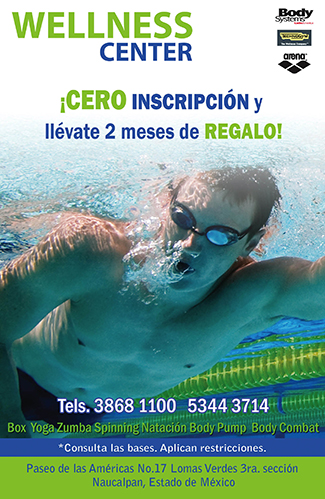 WELLNESS
CENTER
Body
Systems
arena
¡CERO INSCRIPCIÓN y
llévate 2 meses de REGALO!
Tels. 3868 1100 5344 3714
Box Yoga Zumba Spinning Natación Body Pump Body Combat
*Consulta las bases. Aplican restricciones.
Paseo de las Américas No.17 Lomas Verdes 3ra. sección
Naucalpan, Estado de México